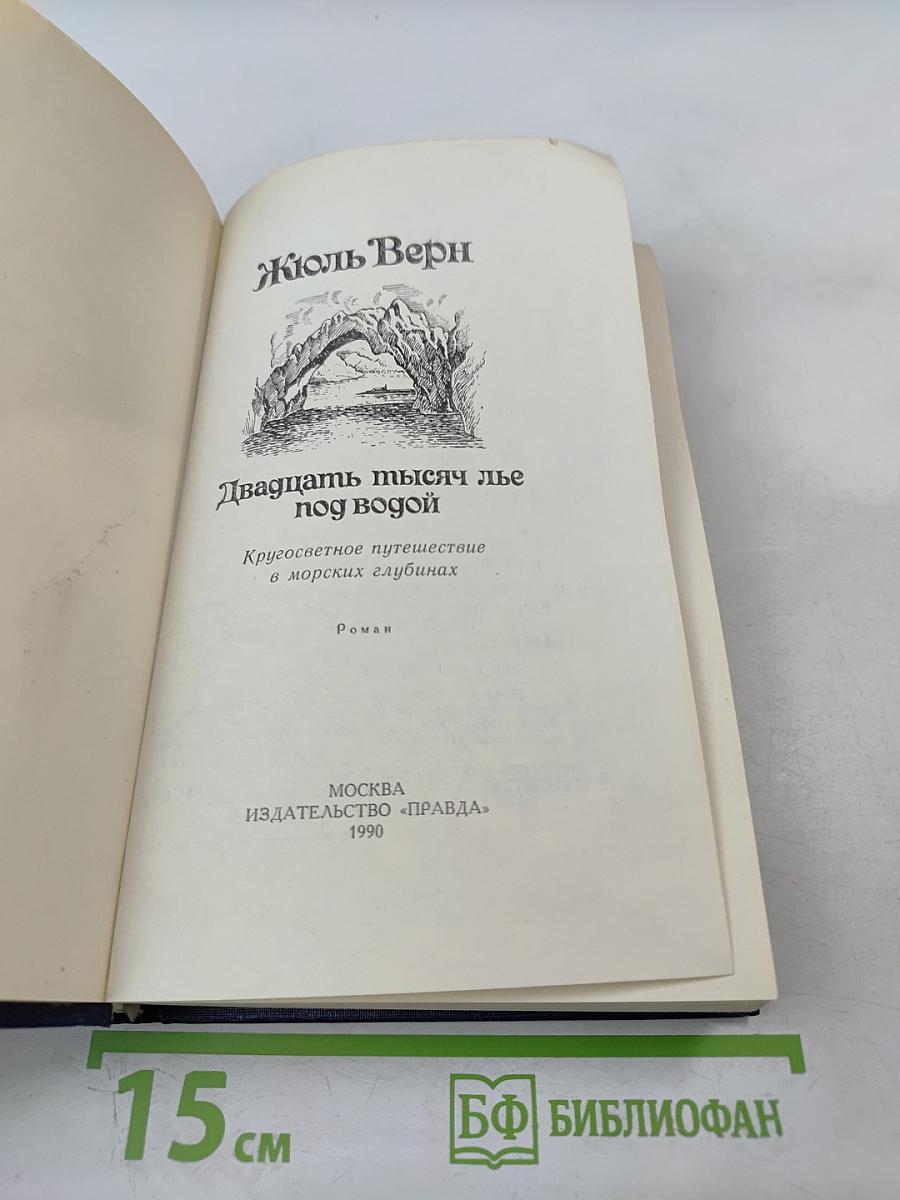 Жюль Верн
Двадцать тысяч лье
под водой
Кругосветное путешествие
в морских глубинах
Роман
МОСКВА
ИЗДАТЕЛЬСТВО «ПРАВДА»
1990
15 см
БФ БИБЛИОФАН